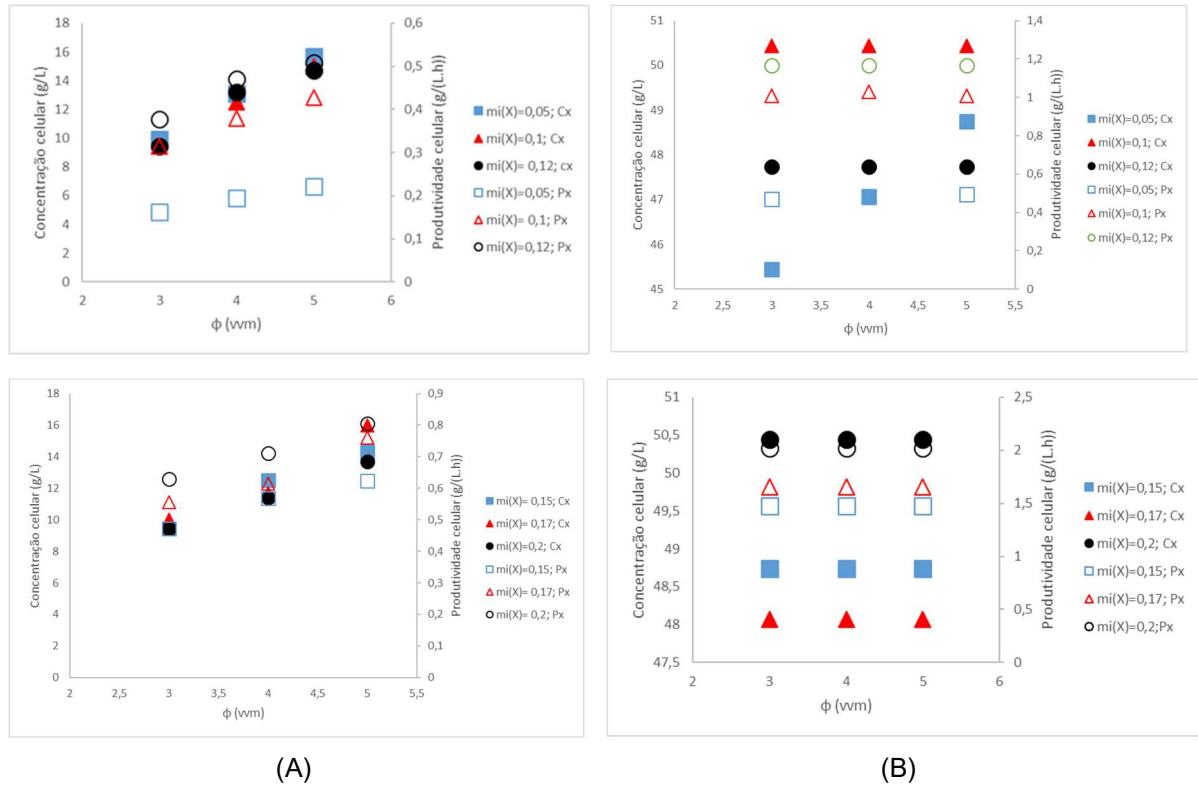 18
16
14
12
10
8
6
4
2
0
0,6
0,5
0,4
0,3
0,2
0,1
0
2
3
4
5
6
Concentração celular (g/L)
Produtividade celular (g/(L.h))
ϕ (vvm)
mi(X)=0,05; Cx
mi(X)=0,1; Cx
mi(X)= 0,12; cx
mi(X)=0,05; Px
mi(X)=0,1; Px
mi(X)=0,12; Px
51
50
49
48
47
46
45
1,4
1,2
1
0,8
0,6
0,4
0,2
0
2
2,5
3
3,5
4
4,5
5
5,5
Concentração celular (g/L)
Produtividade celular (g/(L.h))
ϕ (vvm)
mi(X)=0,05; Cx
mi(X)=0,1; Cx
mi(X)=0,12; Cx
mi(X)=0,05; Px
mi(X)=0,1; Px
mi(X)=0,12; Px
18
16
14
12
10
8
6
4
2
0
0,9
0,8
0,7
0,6
0,5
0,4
0,3
0,2
0,1
0
2
2,5
3
3,5
4
4,5
5
5,5
Concentração celular (g/L)
Produtividade celular (g/(L.h))
ϕ (vvm)
mi(X)= 0,15; Cx
mi(X)= 0,17; Cx
mi(X)=0,2; Cx
mi(X)=0,15; Px
mi(X)= 0,17; Px
mi(X)= 0,2; Px
51
50,5
50
49,5
49
48,5
48
47,5
2,5
2
1,5
1
0,5
0
2
3
4
5
6
Concentração celular (g/L)
Produtividade celular (g/(L.h))
ϕ (vvm)
mi(X)=0,15; Cx
mi(X)=0,17; Cx
mi(X)=0,2; Cx
mi(X)=0,15; Px
mi(X)=0,17; Px
mi(X)=0,2;Px
(A)
(B)